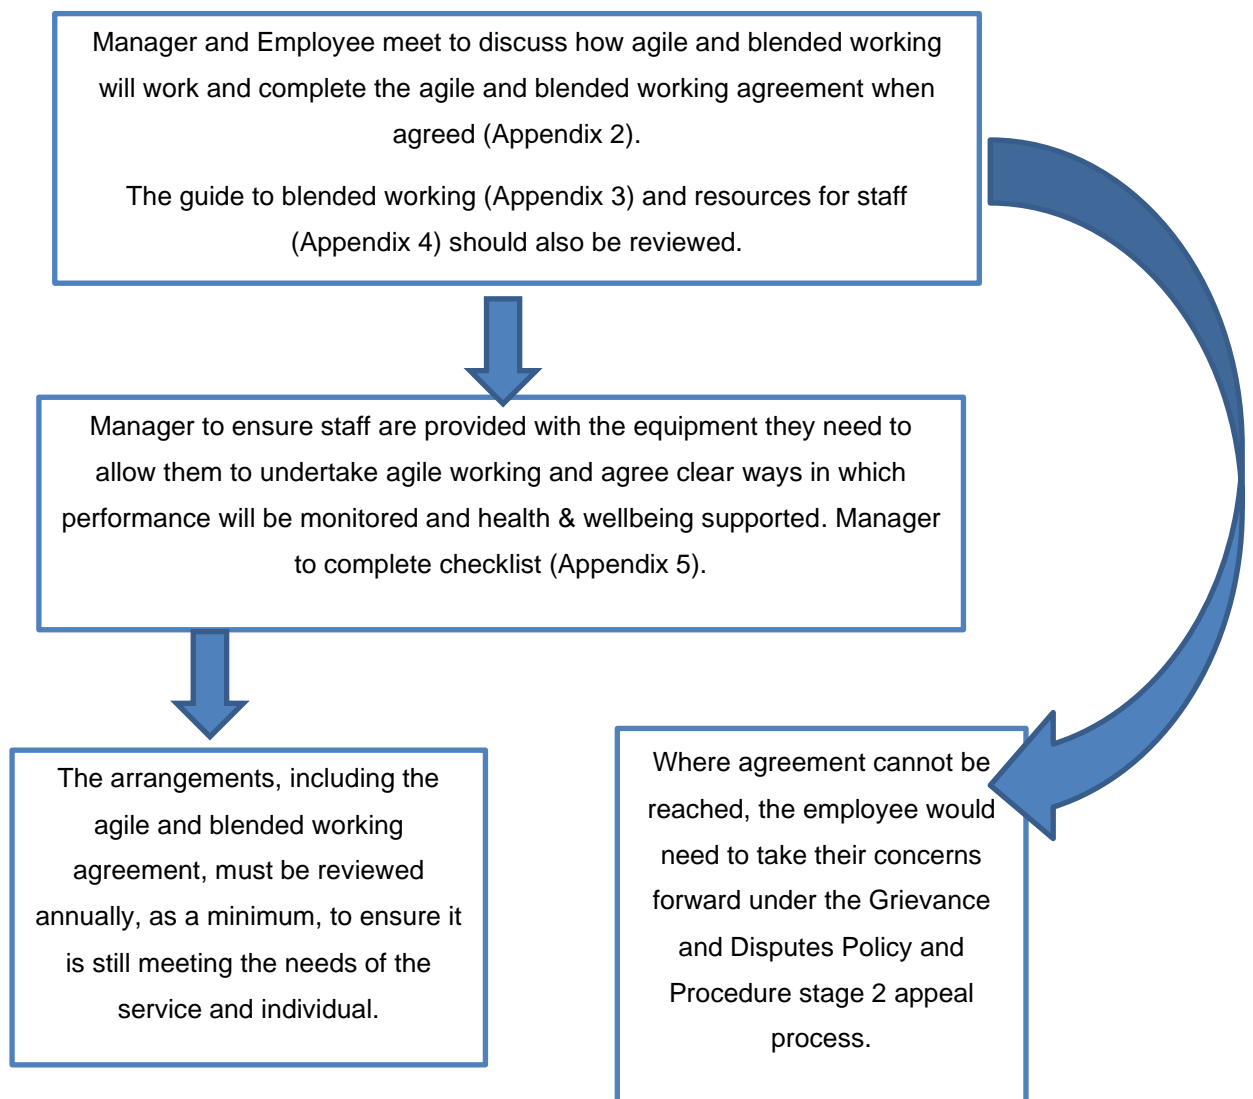 Manager and Employee meet to discuss how agile and blended working
will work and complete the agile and blended working agreement when
agreed (Appendix 2).
The guide to blended working (Appendix 3) and resources for staff
(Appendix 4) should also be reviewed.
Manager to ensure staff are provided with the equipment they need to
allow them to undertake agile working and agree clear ways in which
performance will be monitored and health & wellbeing supported. Manager
to complete checklist (Appendix 5).
The arrangements, including the
agile and blended working
agreement, must be reviewed
annually, as a minimum, to ensure it
is still meeting the needs of the
service and individual.
Where agreement cannot be
reached, the employee would
need to take their concerns
forward under the Grievance
and Disputes Policy and
Procedure stage 2 appeal
process.